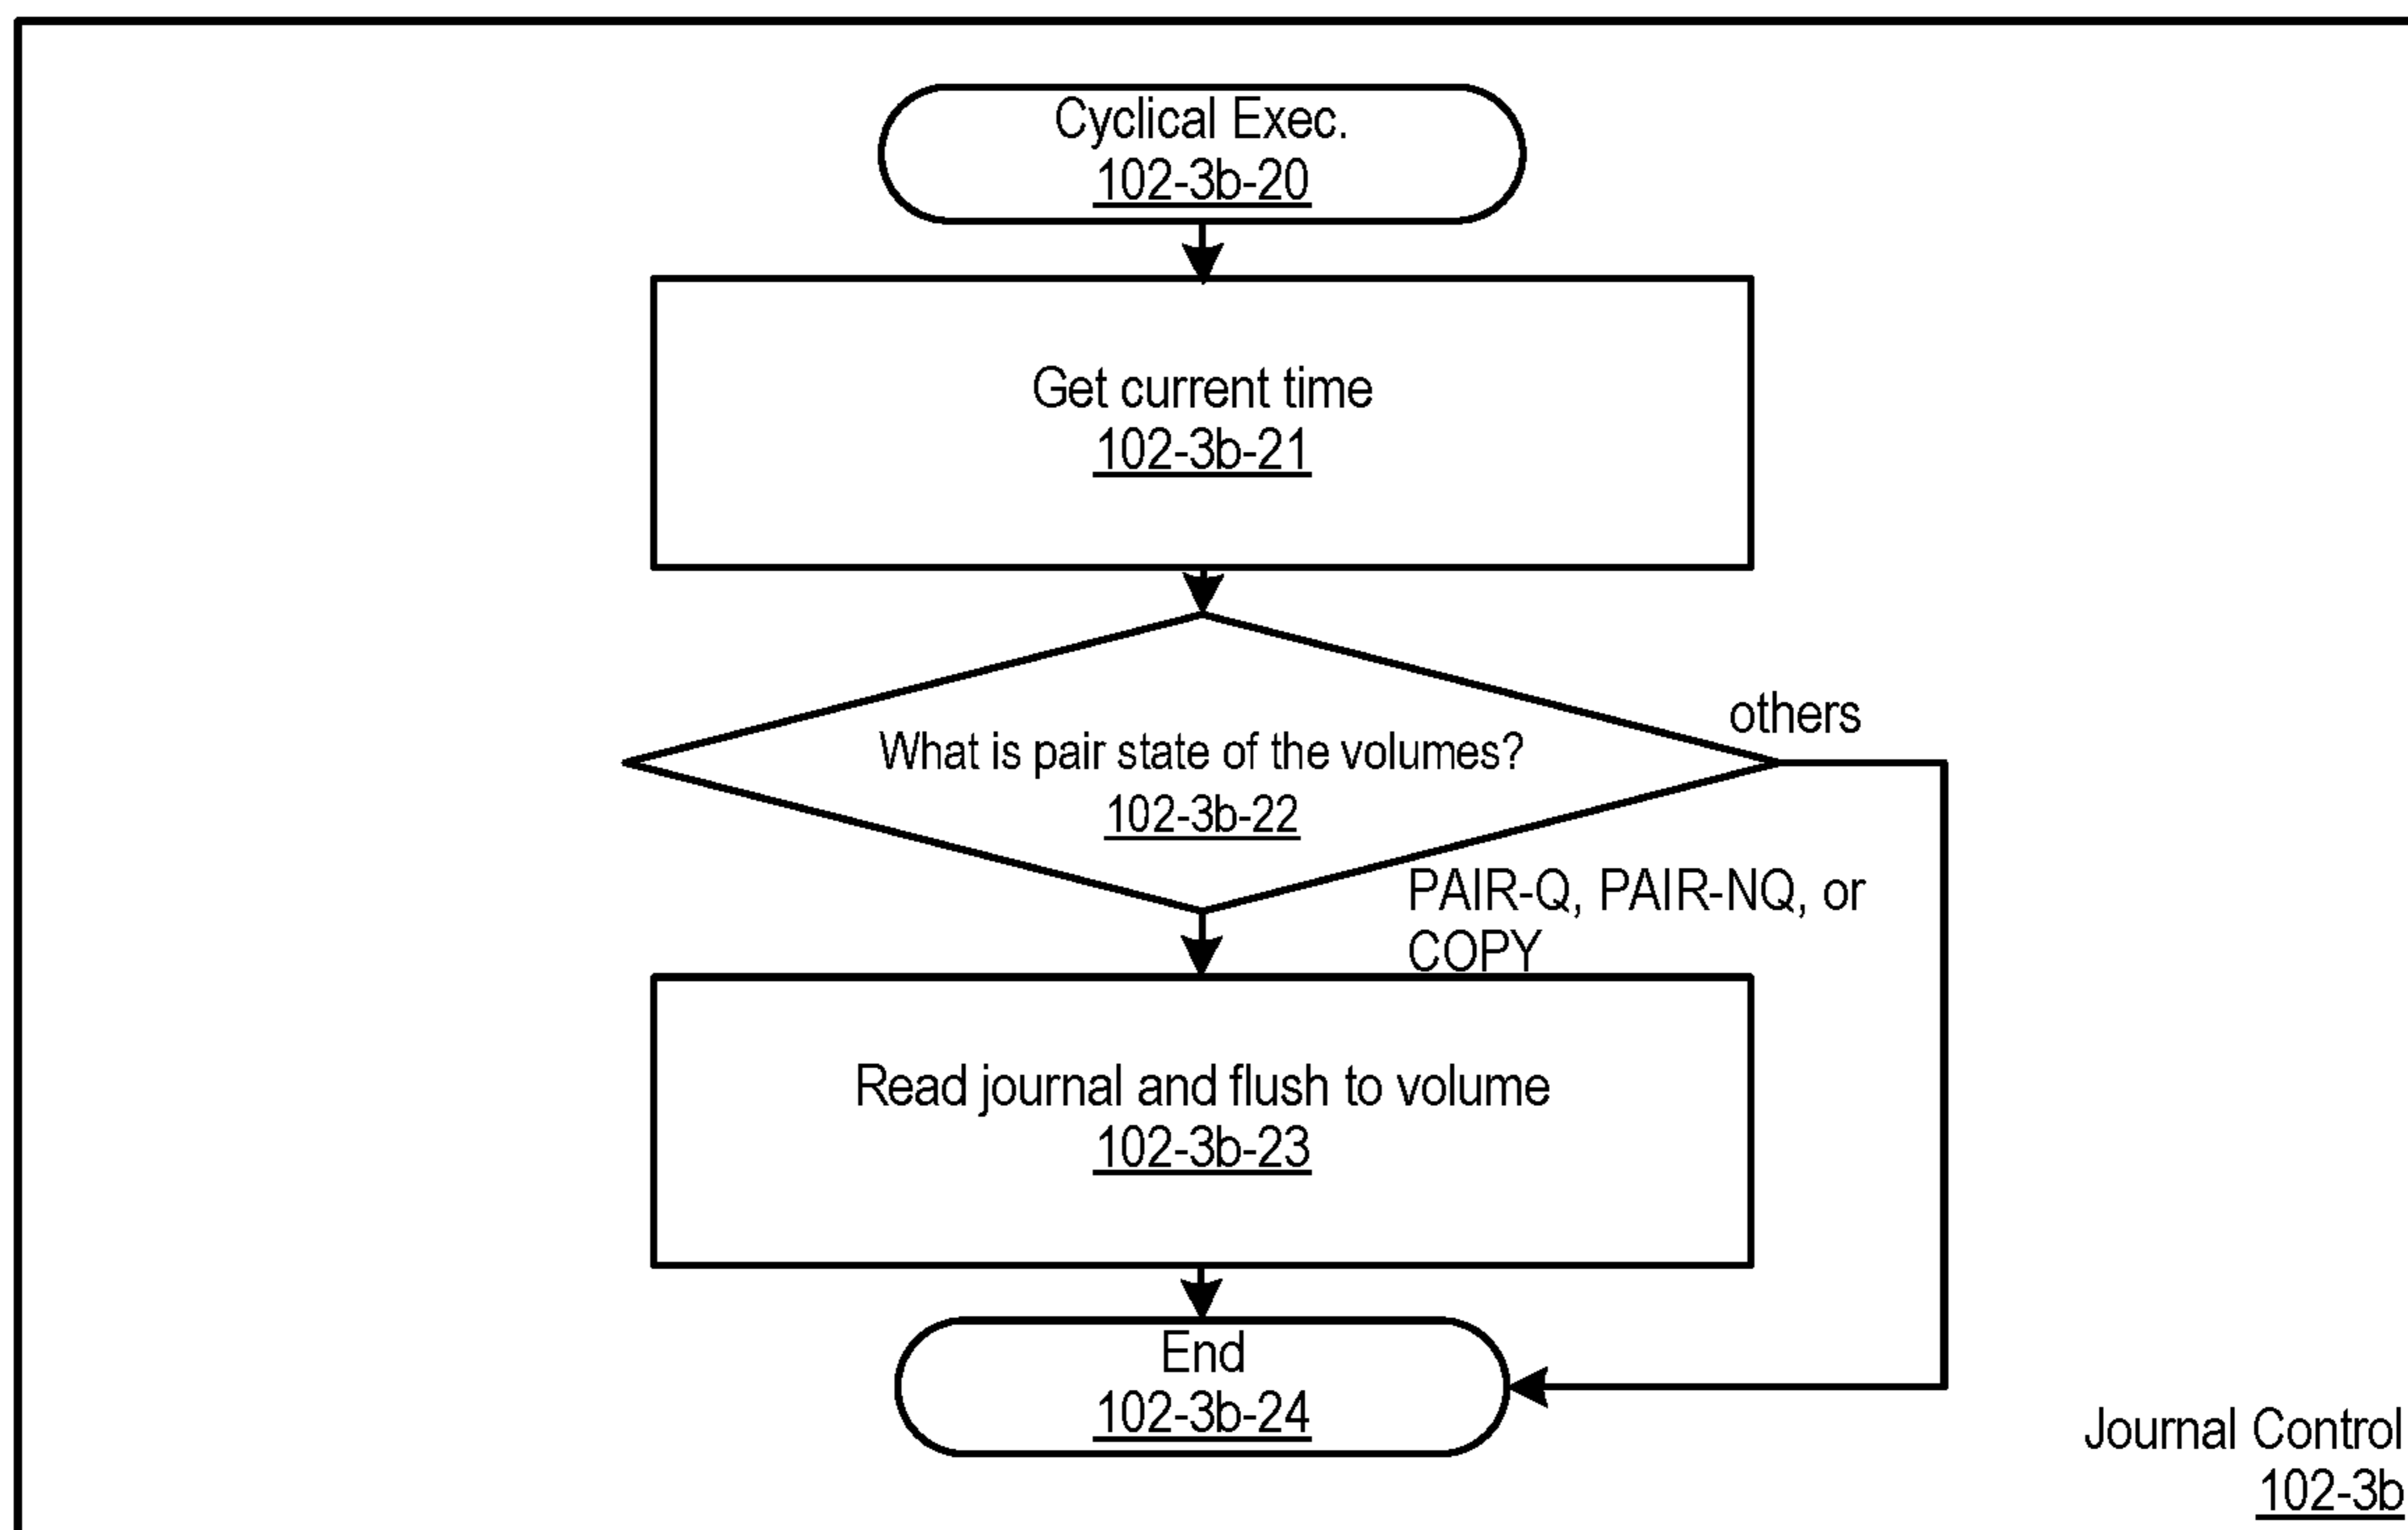 Cyclical Exec.
102-3b-20
Get current time
102-3b-21
others
What is pair state of the volumes?
102-3b-22
PAIR-Q, PAIR-NQ, or
COPY
Read journal and flush to volume
102-3b-23
End
102-3b-24
Journal Control
102-3b